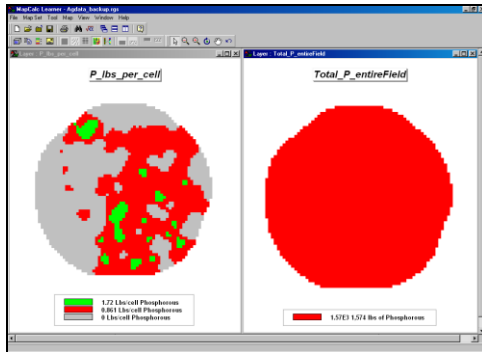 MapCalc Learner - Agdata_backup.rgs
File Map Set Tool Map View Window Help
Layer : P_lbs_per_cell
Layer : Total_P_entireField
P_lbs_per_cell
Total_P_entireField
1.72 Lbs/cell Phosphorous
0.861 Lbs/cell Phosphorous
0 Lbs/cell Phosphorous
1.57E3 1,574 lbs of Phosphorous